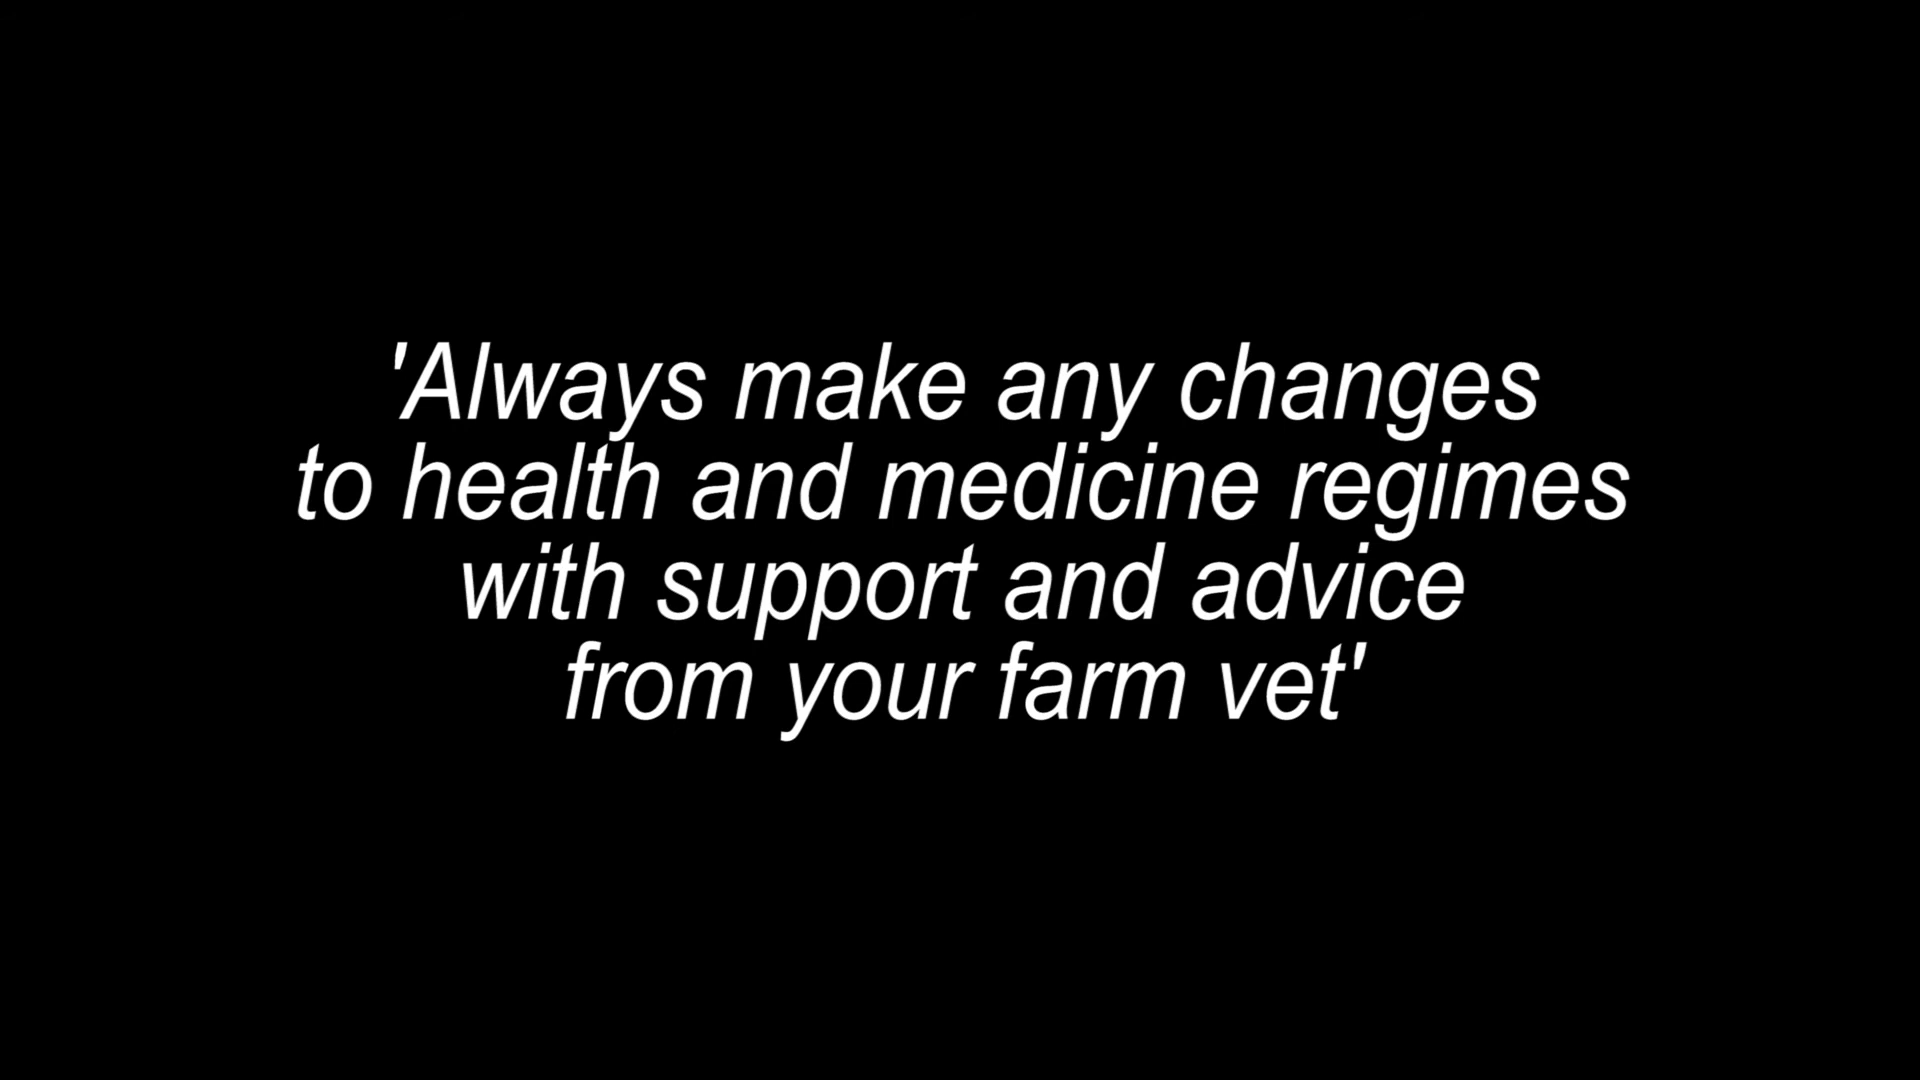 'Always make any changes
to health and medicine regimes
with support and advice
from your farm vet'